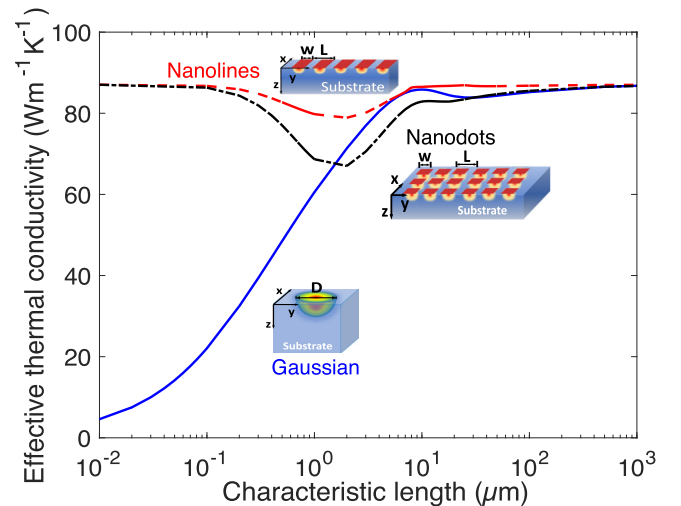 Effective thermal conductivity (Wm⁻¹K⁻¹)
100
80
60
40
20
0
10⁻²
10⁻¹
10⁰
10¹
10²
10³
Characteristic length (μm)
Nanolines
x
w
L
y
z
Substrate
Nanodots
w
L
x
y
z
Substrate
x
D
y
z
Substrate
Gaussian